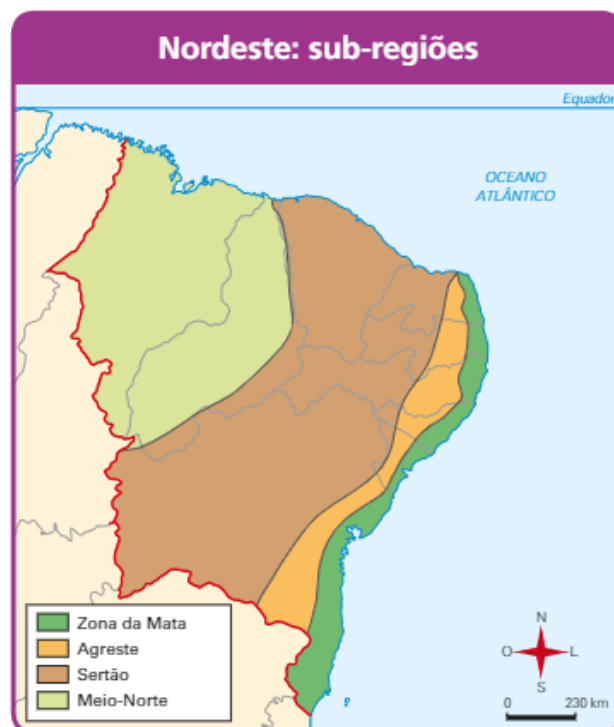 Nordeste: sub-regiões
Equador
OCEANO
ATLÂNTICO
Zona da Mata
Agreste
Sertão
Meio-Norte
N
O
L
S
0
230 km